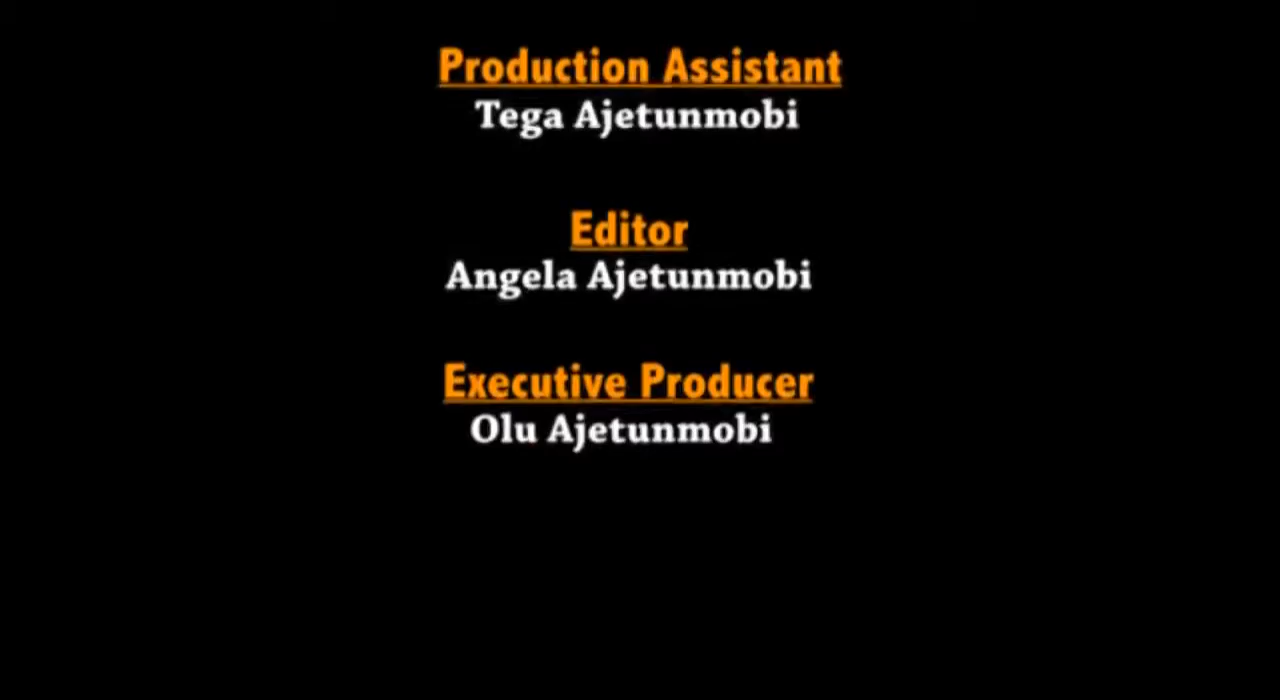 Production Assistant
Tega Ajetunmobi
Editor
Angela Ajetunmobi
Executive Producer
Olu Ajetunmobi